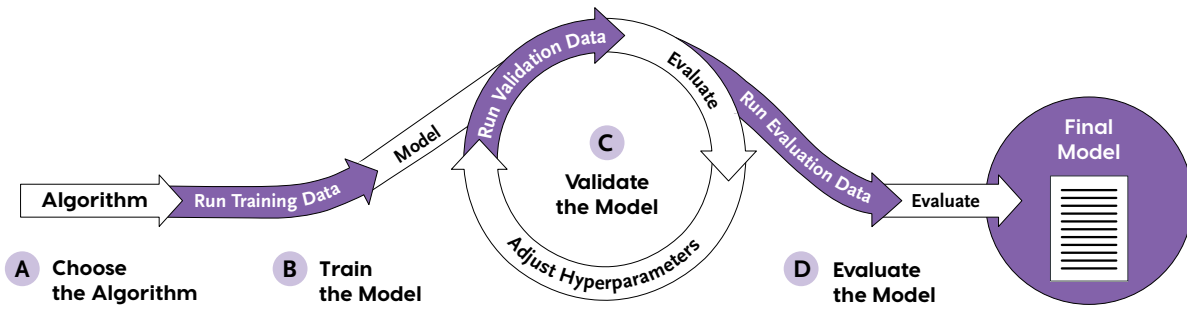 Algorithm
Run Training Data
Model
Run Validation Data
Evaluate
Adjust Hyperparameters
Run Evaluation Data
Evaluate
Final
Model
A Choose
the Algorithm
B Train
the Model
C
Validate
the Model
D Evaluate
the Model